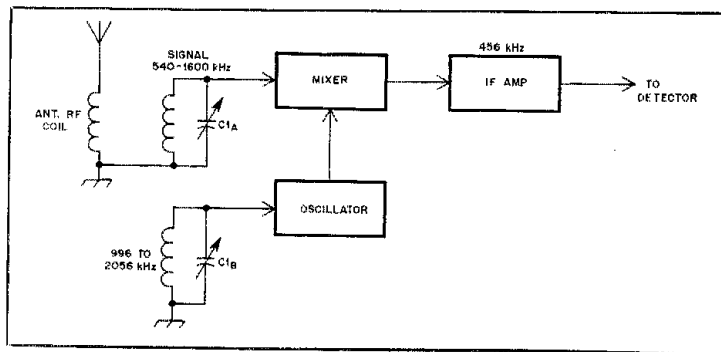 SIGNAL
540-1600 kHz
ANT. RF
COIL
C1A
MIXER
456 kHz
IF AMP
TO
DETECTOR
OSCILLATOR
996 TO
2056 kHz
C1B